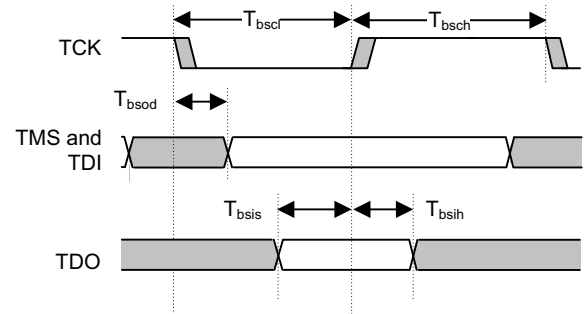 Tbscl
Tbsch
TCK
Tbsod
TMS and
TDI
Tbsis
Tbsih
TDO